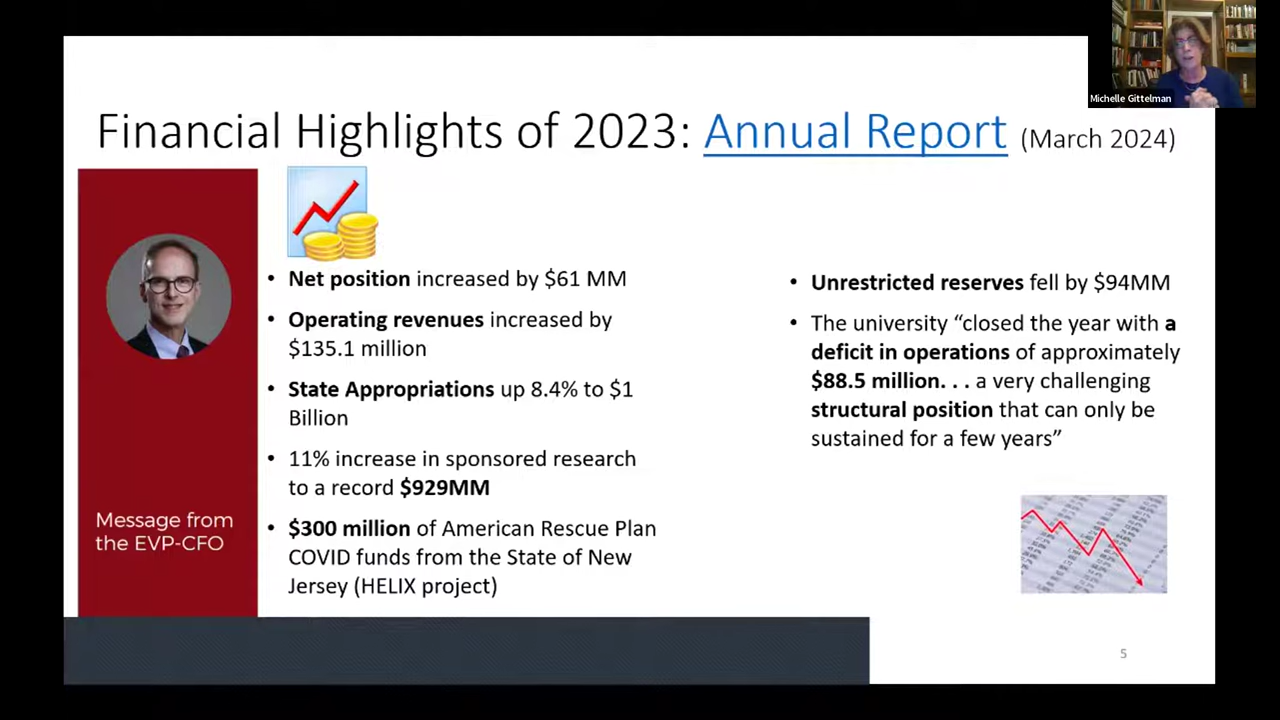 Michelle Gittelman
Financial Highlights of 2023: Annual Report (March 2024)
• Net position increased by $61 MM
• Operating revenues increased by
$135.1 million
• State Appropriations up 8.4% to $1
Billion
• 11% increase in sponsored research
to a record $929MM
• $300 million of American Rescue Plan
COVID funds from the State of New
Jersey (HELIX project)
• Unrestricted reserves fell by $94MM
• The university “closed the year with a
deficit in operations of approximately
$88.5 million. . . a very challenging
structural position that can only be
sustained for a few years”
Message from
the EVP-CFO
5